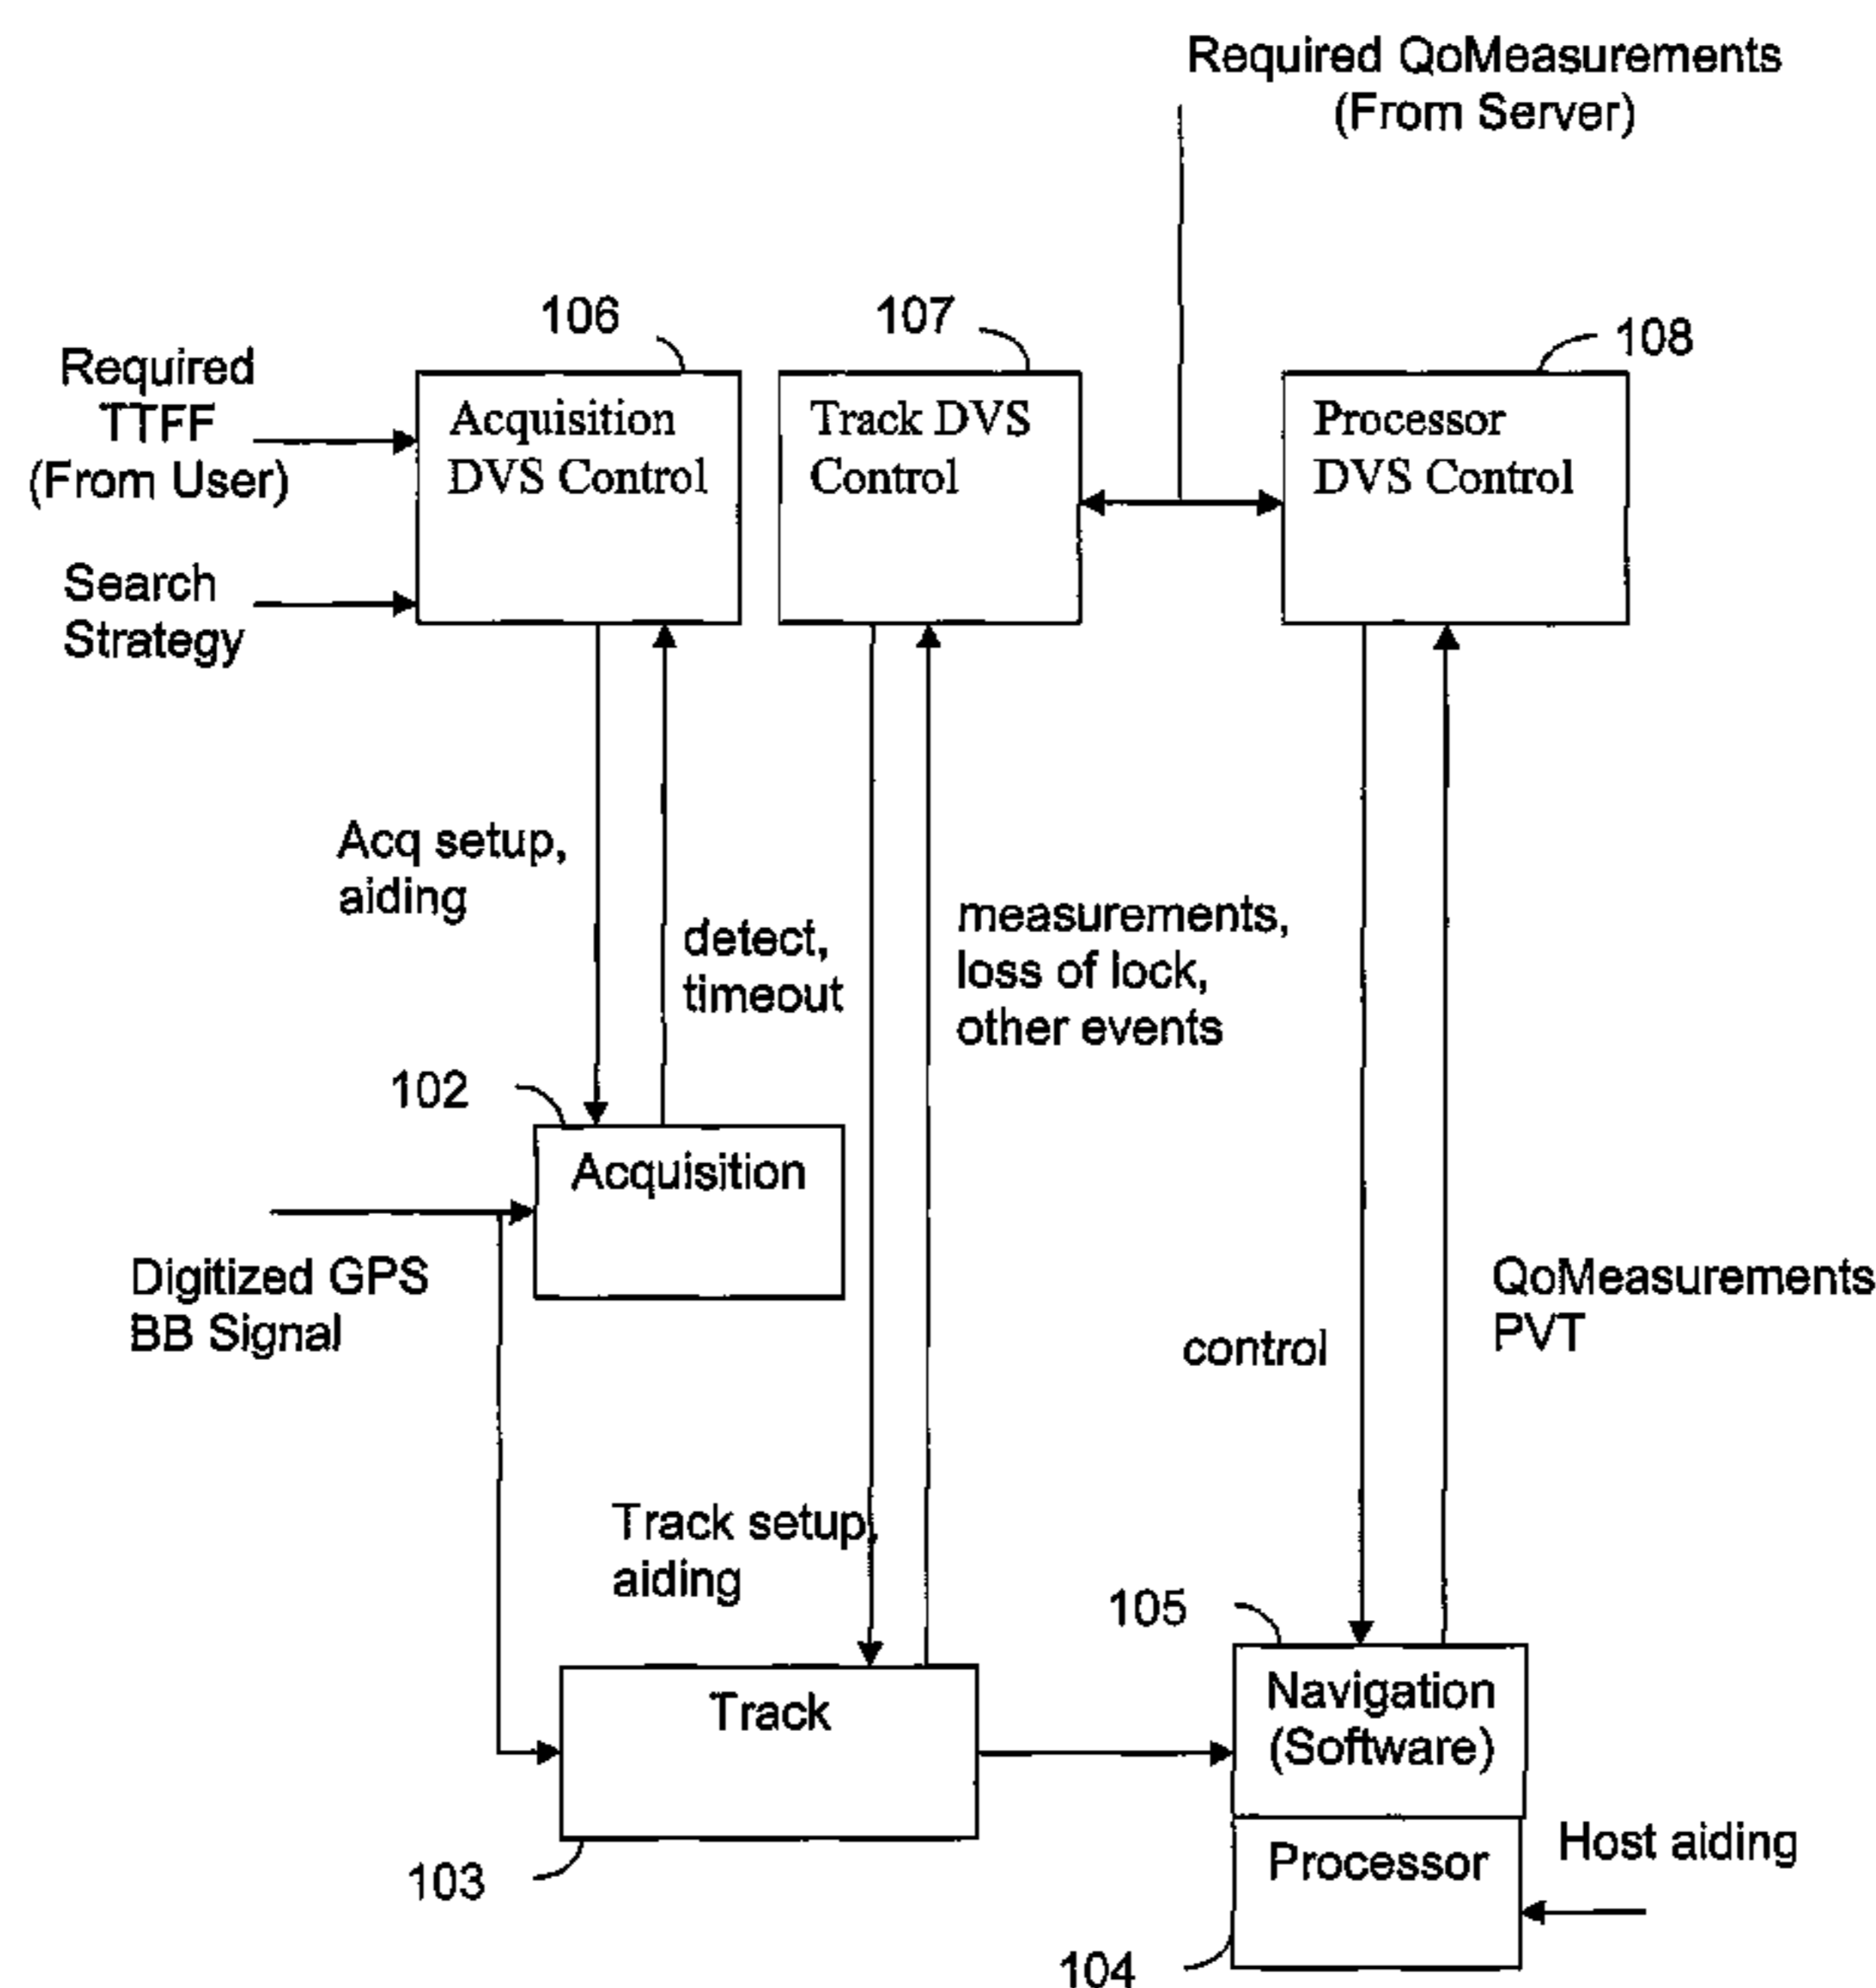 Required QoMeasurements
(From Server)
106
107
108
Required
TTFF
(From User)
Search
Strategy
Acquisition
DVS Control
Track DVS
Control
Processor
DVS Control
Acq setup,
aiding
detect,
timeout
measurements,
loss of lock,
other events
102
Acquisition
Digitized GPS
BB Signal
control
QoMeasurements
PVT
Track setup,
aiding
105
Track
Navigation
(Software)
103
Processor
Host aiding
104